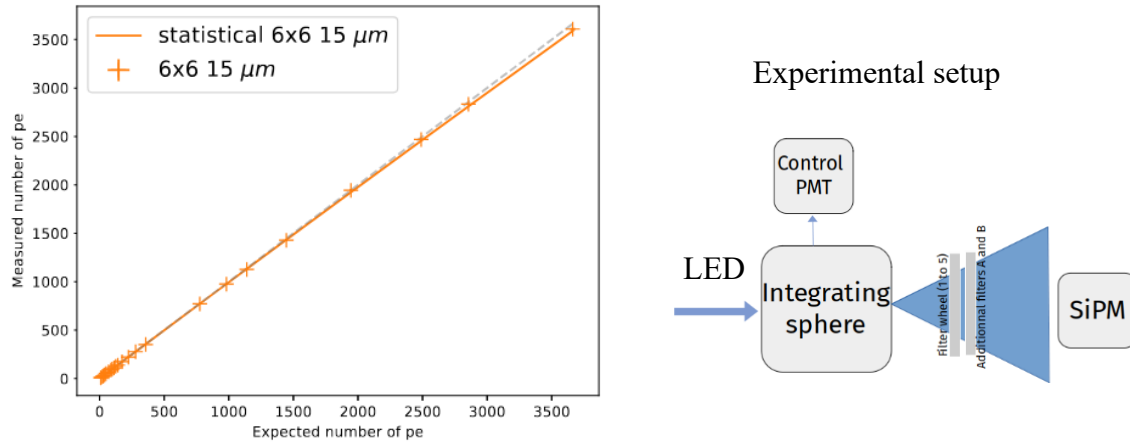 statistical 6x6 15 μm
6x6 15 μm
3500
3000
2500
2000
1500
1000
500
0
Measured number of pe
0 500 1000 1500 2000 2500 3000 3500
Expected number of pe
Experimental setup
Control
PMT
LED
Integrating
sphere
Filter wheel (1 to 5)
Additionnal filters A and B
SiPM